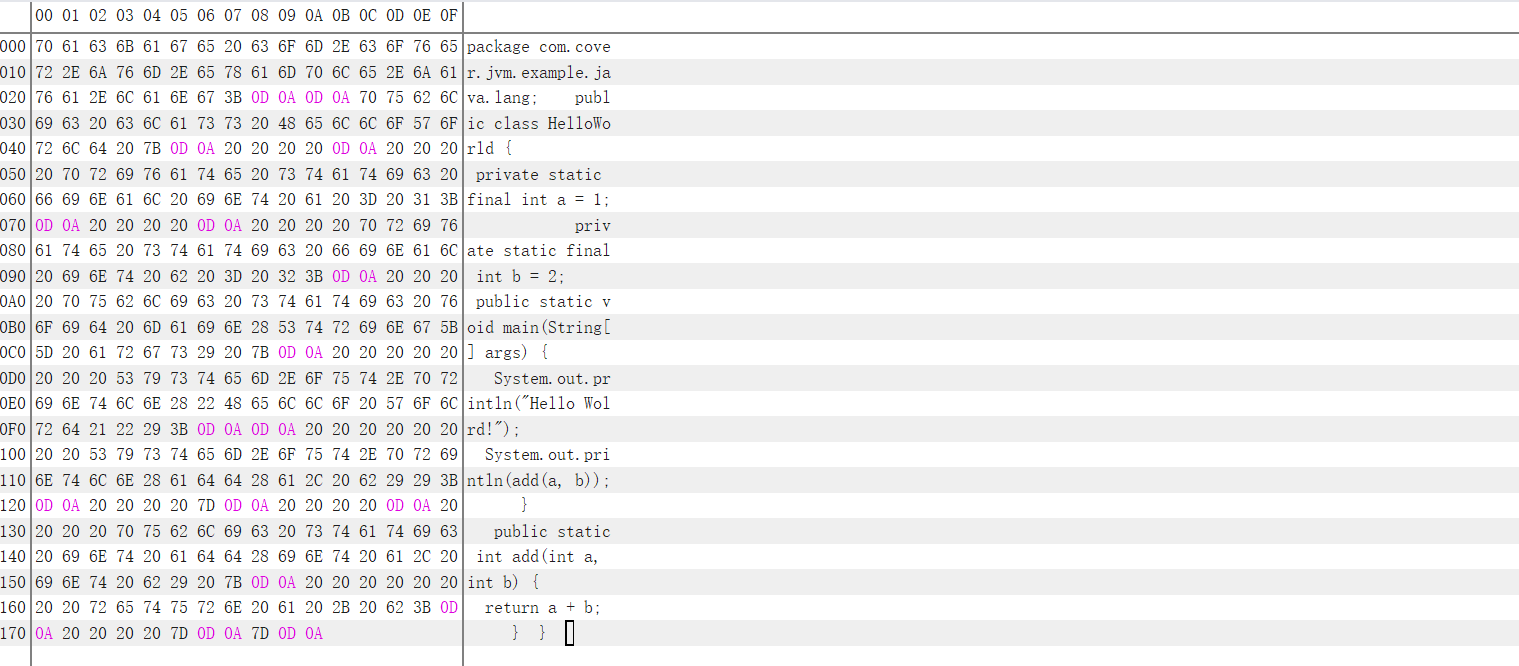 00 01 02 03 04 05 06 07 08 09 0A 0B 0C 0D 0E 0F
000 70 61 63 6B 61 67 65 20 63 6F 6D 2E 63 6F 76 65 package com.cove
010 72 2E 6A 76 6D 2E 65 78 61 6D 70 6C 65 2E 6A 61 r.jvm.example.ja
020 76 61 2E 6C 61 6E 67 3B 0D 0A 0D 0A 70 75 62 6C va.lang;    publ
030 69 63 20 63 6C 61 73 73 20 48 65 6C 6C 6F 57 6F ic class HelloWo
040 72 6C 64 20 7B 0D 0A 20 20 20 20 0D 0A 20 20 20 rld {
050 20 70 72 69 76 61 74 65 20 73 74 61 74 69 63 20 private static
060 66 69 6E 61 6C 20 69 6E 74 20 61 20 3D 20 31 3B final int a = 1;
070 0D 0A 20 20 20 20 0D 0A 20 20 20 20 70 72 69 76 priv
080 61 74 65 20 73 74 61 74 69 63 20 66 69 6E 61 6C ate static final
090 20 69 6E 74 20 62 20 3D 20 32 3B 0D 0A 20 20 20 int b = 2;
0A0 20 70 75 62 6C 69 63 20 73 74 61 74 69 63 20 76 public static v
0B0 6F 69 64 20 6D 61 69 6E 28 53 74 72 69 6E 67 5B oid main(String[
0C0 5D 20 61 72 67 73 29 20 7B 0D 0A 20 20 20 20 20 ] args) {
0D0 20 20 20 53 79 73 74 65 6D 2E 6F 75 74 2E 70 72 System.out.pr
0E0 69 6E 74 6C 6E 28 22 48 65 6C 6C 6F 20 57 6F 6C intln("Hello Wol
0F0 72 64 21 22 29 3B 0D 0A 0D 0A 20 20 20 20 20 20 rd!");
100 20 20 53 79 73 74 65 6D 2E 6F 75 74 2E 70 72 69 System.out.pri
110 6E 74 6C 6E 28 61 64 64 28 61 2C 20 62 29 29 3B ntln(add(a, b));
120 0D 0A 20 20 20 20 7D 0D 0A 20 20 20 20 0D 0A 20 }
130 20 20 20 70 75 62 6C 69 63 20 73 74 61 74 69 63 public static
140 20 69 6E 74 20 61 64 64 28 69 6E 74 20 61 2C 20 int add(int a,
150 69 6E 74 20 62 29 20 7B 0D 0A 20 20 20 20 20 20 int b) {
160 20 20 72 65 74 75 72 6E 20 61 20 2B 20 62 3B 0D return a + b;
170 0A 20 20 20 20 7D 0D 0A 7D 0D 0A } }